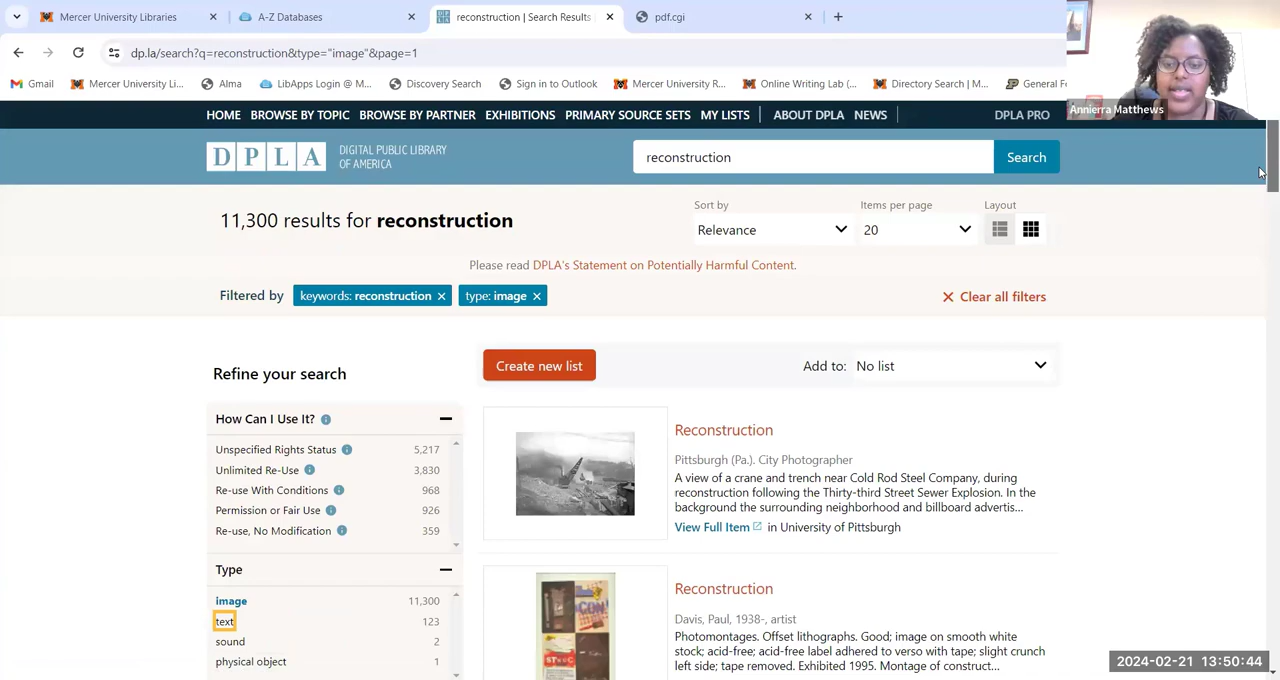 Mercer University Libraries
A-Z Databases
reconstruction | Search Results
pdf.cgi
dp.la/search?q=reconstruction&type="image"&page=1
Gmail
Mercer University Li...
Alma
LibApps Login @ M...
Discovery Search
Sign in to Outlook
Mercer University R...
Online Writing Lab (...
Directory Search | M...
General F
Annierra Matthews
HOME BROWSE BY TOPIC BROWSE BY PARTNER EXHIBITIONS PRIMARY SOURCE SETS MY LISTS ABOUT DPLA NEWS DPLA PRO
DPLA
DIGITAL PUBLIC LIBRARY
OF AMERICA
reconstruction
Search
11,300 results for reconstruction
Sort by
Relevance
Items per page
20
Layout
Please read DPLA's Statement on Potentially Harmful Content.
Filtered by
keywords: reconstruction
type: image
Clear all filters
Create new list
Add to: No list
Refine your search
How Can I Use It?
Unspecified Rights Status 5,217
Unlimited Re-Use 3,830
Re-use With Conditions 968
Permission or Fair Use 926
Re-use, No Modification 359
Type
image 11,300
text 123
sound 2
physical object 1
Reconstruction
Pittsburgh (Pa.). City Photographer
A view of a crane and trench near Cold Rod Steel Company, during
reconstruction following the Thirty-third Street Sewer Explosion. In the
background the surrounding neighborhood and billboard advertis...
View Full Item in University of Pittsburgh
Reconstruction
Davis, Paul, 1938-, artist
Photomontages. Offset lithographs. Good; image on smooth white
stock; acid-free; acid-free label adhered to verso with tape; slight crunch
left side; tape removed. Exhibited 1995. Montage of construct...
2024-02-21 13:50:44